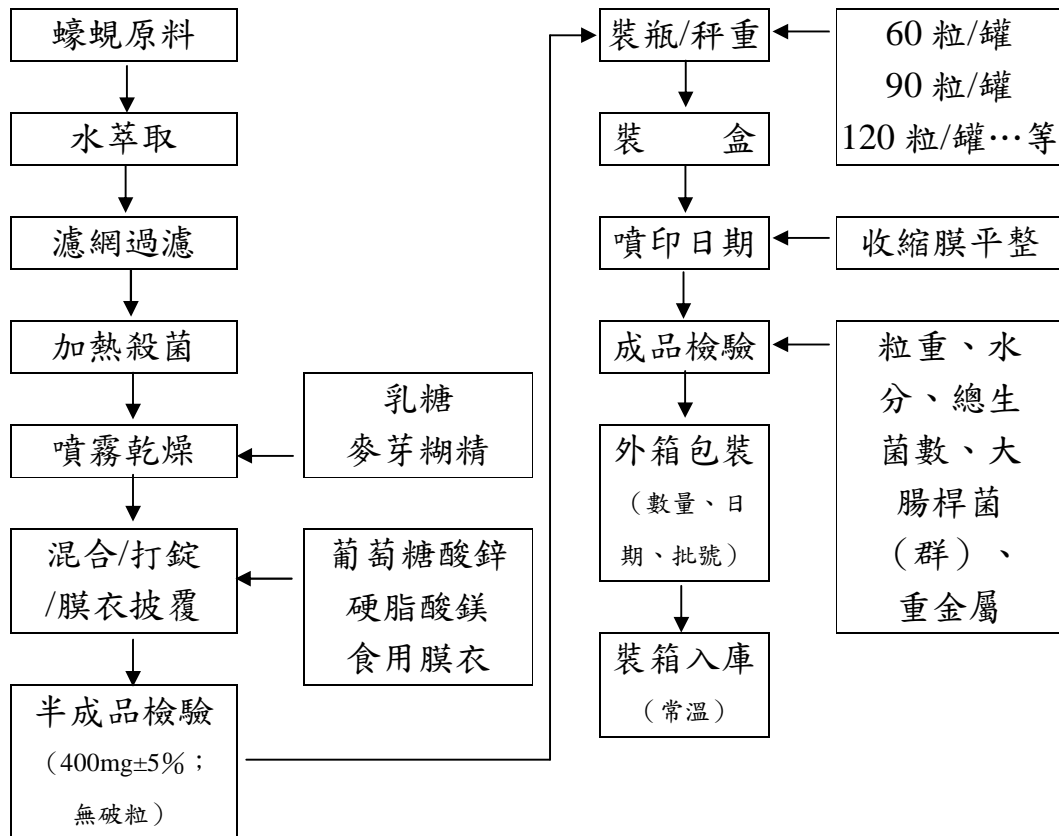 蠔蜆原料
水萃取
濾網過濾
加熱殺菌
噴霧乾燥
乳糖
麥芽糊精
混合/打錠
/膜衣披覆
葡萄糖酸鋅
硬脂酸鎂
食用膜衣
半成品檢驗
（400mg±5%；
無破粒）
裝瓶/秤重
60 粒/罐
90 粒/罐
120 粒/罐…等
裝　　盒
噴印日期
收縮膜平整
成品檢驗
粒重、水
分、總生
菌數、大
腸桿菌
（群）、
重金屬
外箱包裝
（數量、日
期、批號）
裝箱入庫
（常溫）